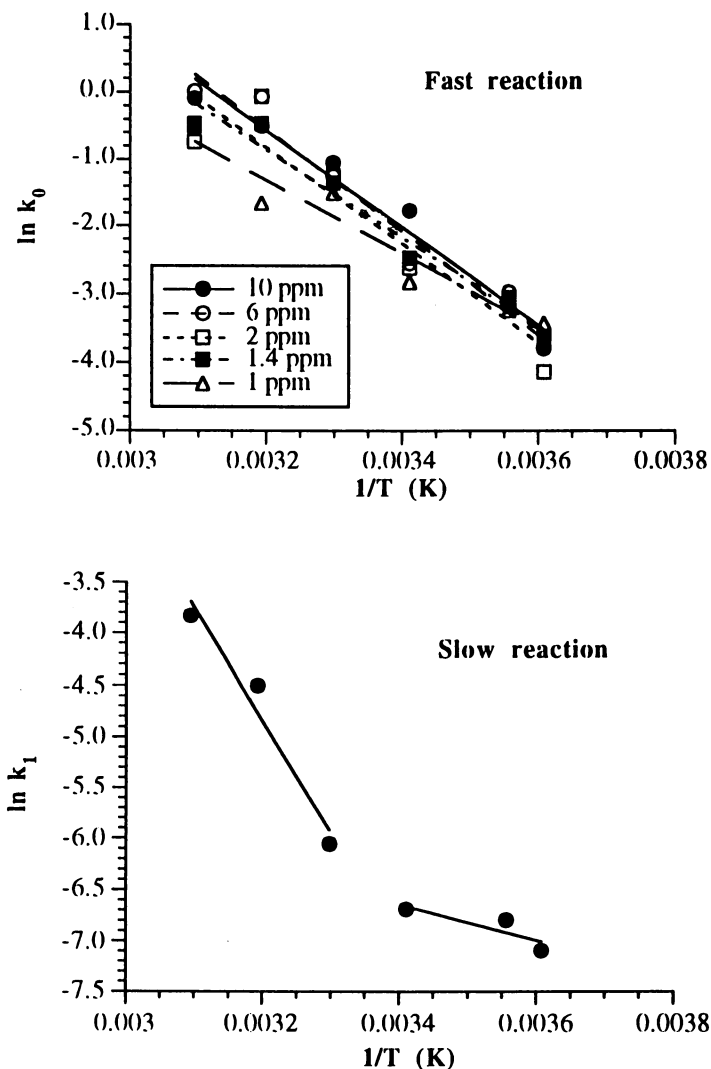 1.0
Fast reaction
0.0
-1.0
ln k0
-2.0
-3.0
-4.0
-5.0
10 ppm
6 ppm
2 ppm
1.4 ppm
1 ppm
0.003 0.0032 0.0034 0.0036 0.0038
1/T (K)
-3.5
-4.0
Slow reaction
-4.5
-5.0
ln k1
-5.5
-6.0
-6.5
-7.0
-7.5
0.003 0.0032 0.0034 0.0036 0.0038
1/T (K)